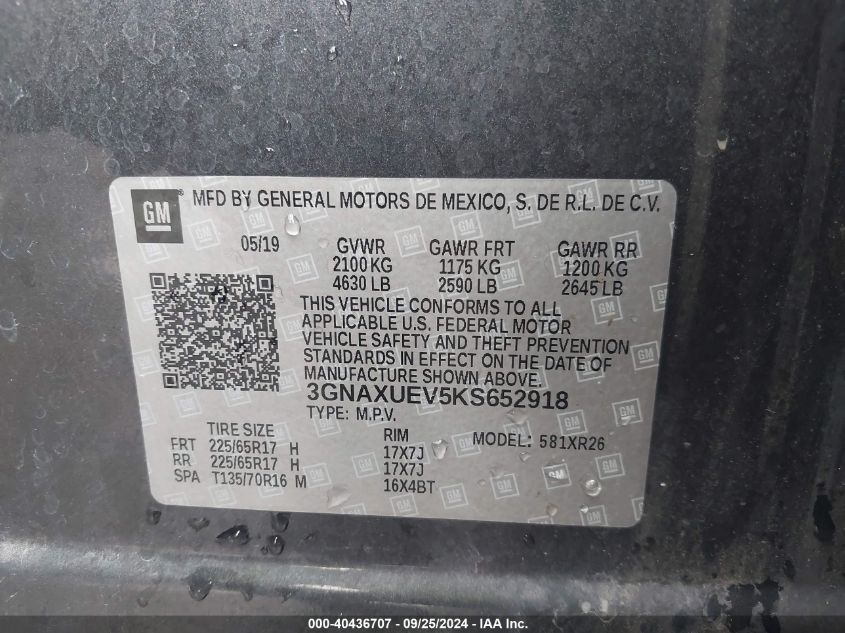 GM
MFD BY GENERAL MOTORS DE MEXICO, S. DE R.L. DE C.V.
05/19 GVWR GAWR FRT GAWR RR
2100 KG 1175 KG 1200 KG
4630 LB 2590 LB 2645 LB
THIS VEHICLE CONFORMS TO ALL
APPLICABLE U.S. FEDERAL MOTOR
VEHICLE SAFETY AND THEFT PREVENTION
STANDARDS IN EFFECT ON THE DATE OF
MANUFACTURE SHOWN ABOVE.
3GNAXUEV5KS652918
TYPE: M.P.V. MODEL: 581XR26
TIRE SIZE RIM
FRT 225/65R17 H 17X7J
RR 225/65R17 H 17X7J
SPA T135/70R16 M 16X4BT
000-40436707 - 09/25/2024 - IAAI.com